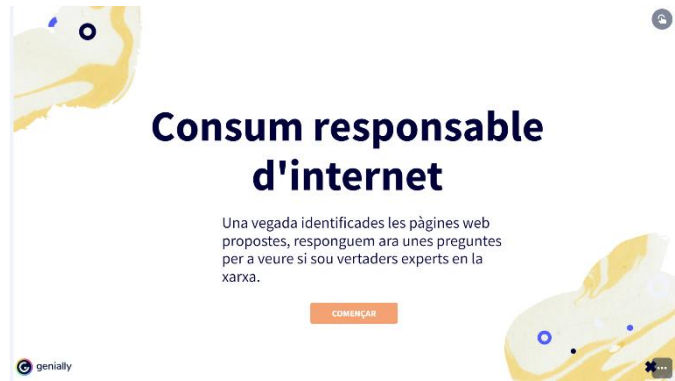 Consum responsable
d'internet
Una vegada identificades les pàgines web
propostes, responguem ara unes preguntes
per a veure si sou vertaders experts en la
xarxa.
COMENÇAR
genially